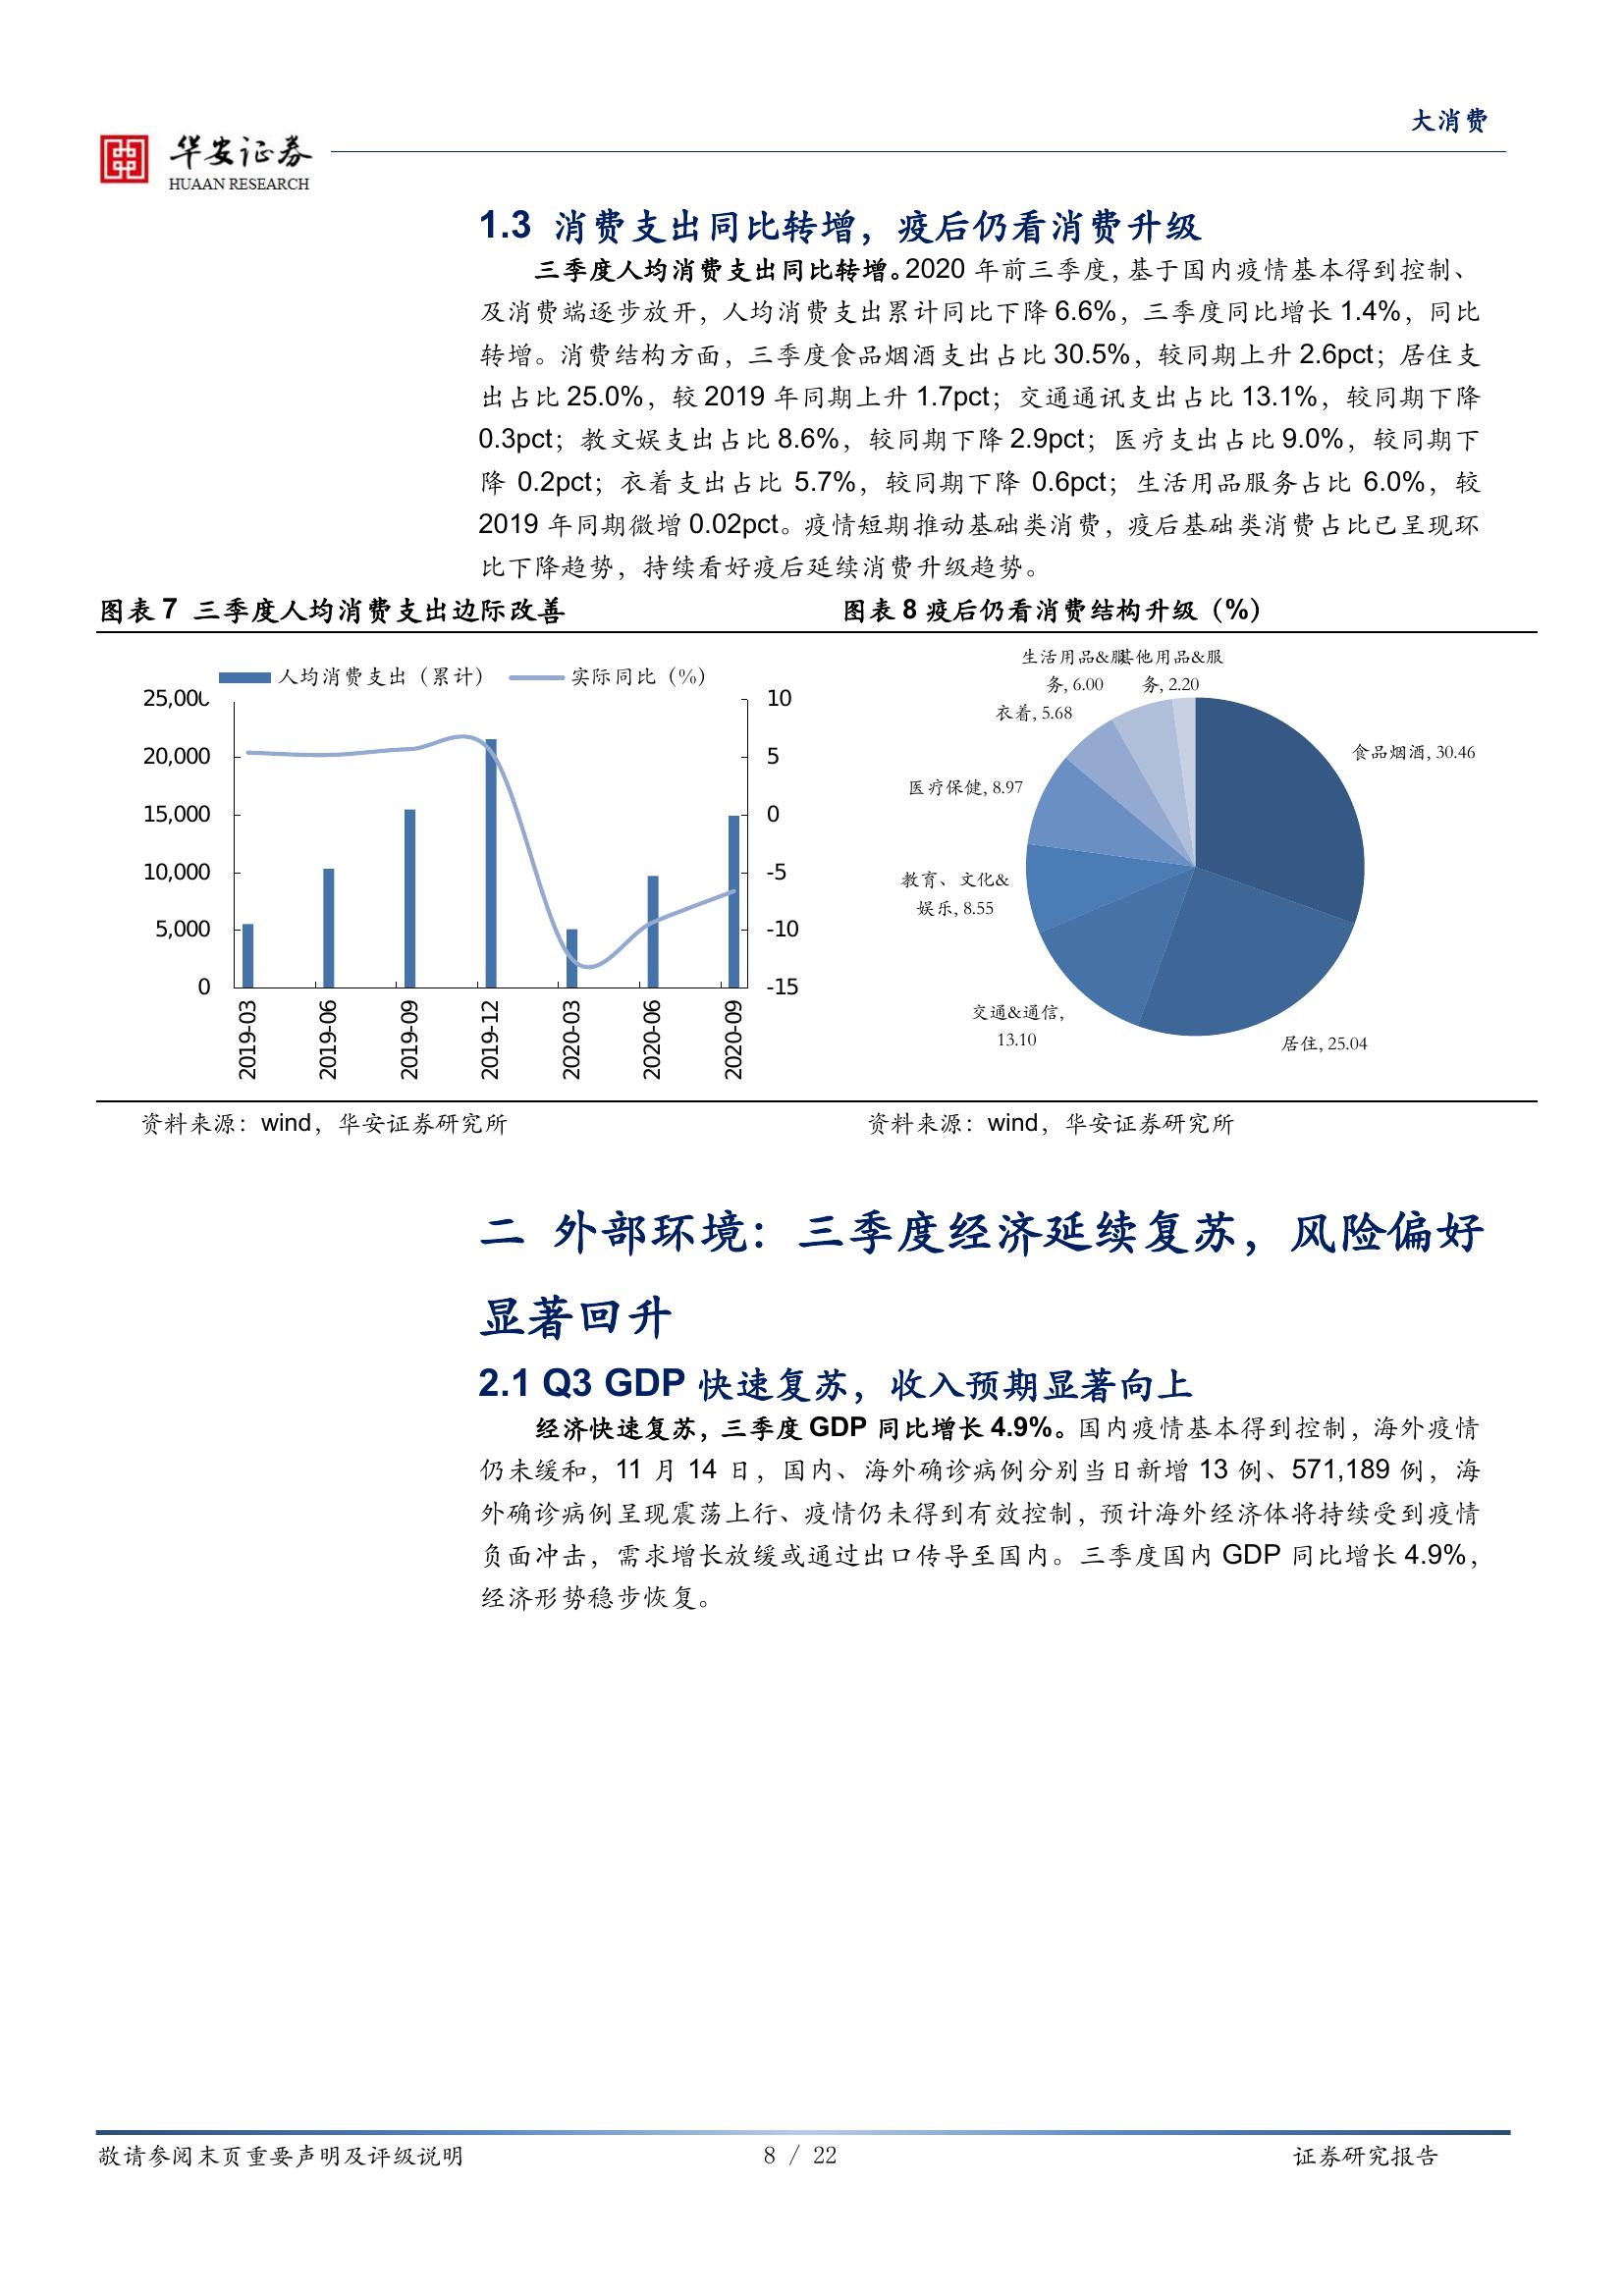 大消费
华安证券
HUAAN RESEARCH
1.3 消费支出同比转增，疫后仍看消费升级
三季度人均消费支出同比转增。2020 年前三季度，基于国内疫情基本得到控制、
及消费端逐步放开，人均消费支出累计同比下降 6.6%，三季度同比增长 1.4%，同比
转增。消费结构方面，三季度食品烟酒支出占比 30.5%，较同期上升 2.6pct；居住支
出占比 25.0%，较 2019 年同期上升 1.7pct；交通通讯支出占比 13.1%，较同期下降
0.3pct；教文娱支出占比 8.6%，较同期下降 2.9pct；医疗支出占比 9.0%，较同期下
降 0.2pct；衣着支出占比 5.7%，较同期下降 0.6pct；生活用品服务占比 6.0%，较
2019 年同期微增 0.02pct。疫情短期推动基础类消费，疫后基础类消费占比已呈现环
比下降趋势，持续看好疫后延续消费升级趋势。
图表 7 三季度人均消费支出边际改善
人均消费支出（累计） 实际同比（%）
25,000
20,000
15,000
10,000
5,000
0
10
5
0
-5
-10
-15
2019-03
2019-06
2019-09
2019-12
2020-03
2020-06
2020-09
资料来源：wind，华安证券研究所
图表 8 疫后仍看消费结构升级（%）
生活用品&服
务, 6.00
其他用品&服
务, 2.20
衣着, 5.68
食品烟酒, 30.46
医疗保健, 8.97
教育、文化&
娱乐, 8.55
交通&通信,
13.10
居住, 25.04
资料来源：wind，华安证券研究所
二 外部环境：三季度经济延续复苏，风险偏好
显著回升
2.1 Q3 GDP 快速复苏，收入预期显著向上
经济快速复苏，三季度 GDP 同比增长 4.9%。国内疫情基本得到控制，海外疫情
仍未缓和，11 月 14 日，国内、海外确诊病例分别当日新增 13 例、571,189 例，海
外确诊病例呈现震荡上行、疫情仍未得到有效控制，预计海外经济体将持续受到疫情
负面冲击，需求增长放缓或通过出口传导至国内。三季度国内 GDP 同比增长 4.9%，
经济形势稳步恢复。
敬请参阅末页重要声明及评级说明
8 / 22
证券研究报告